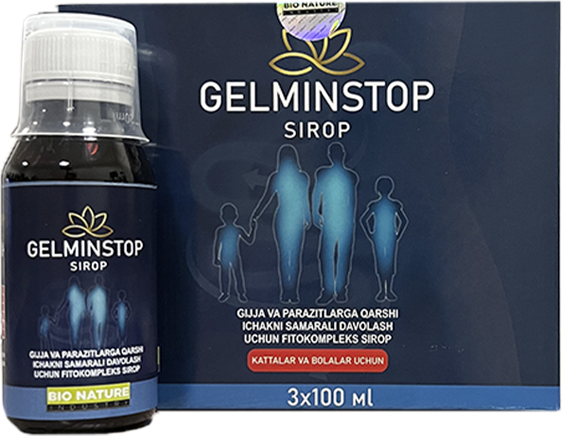 BIO NATURE
GELMINSTOP
SIROP
GIJJA VA PARAZITLARGA QARSHI
ICHAKNI SAMARALI DAVOLASH
UCHUN FITOKOMPLEKS SIROP
KATTALAR VA BOLALAR UCHUN
3x100 мл
GELMINSTOP
SIROP
GIJJA VA PARAZITLARGA QARSHI
ICHAKNI SAMARALI DAVOLASH
UCHUN FITOKOMPLEKS SIROP
BIO NATURE